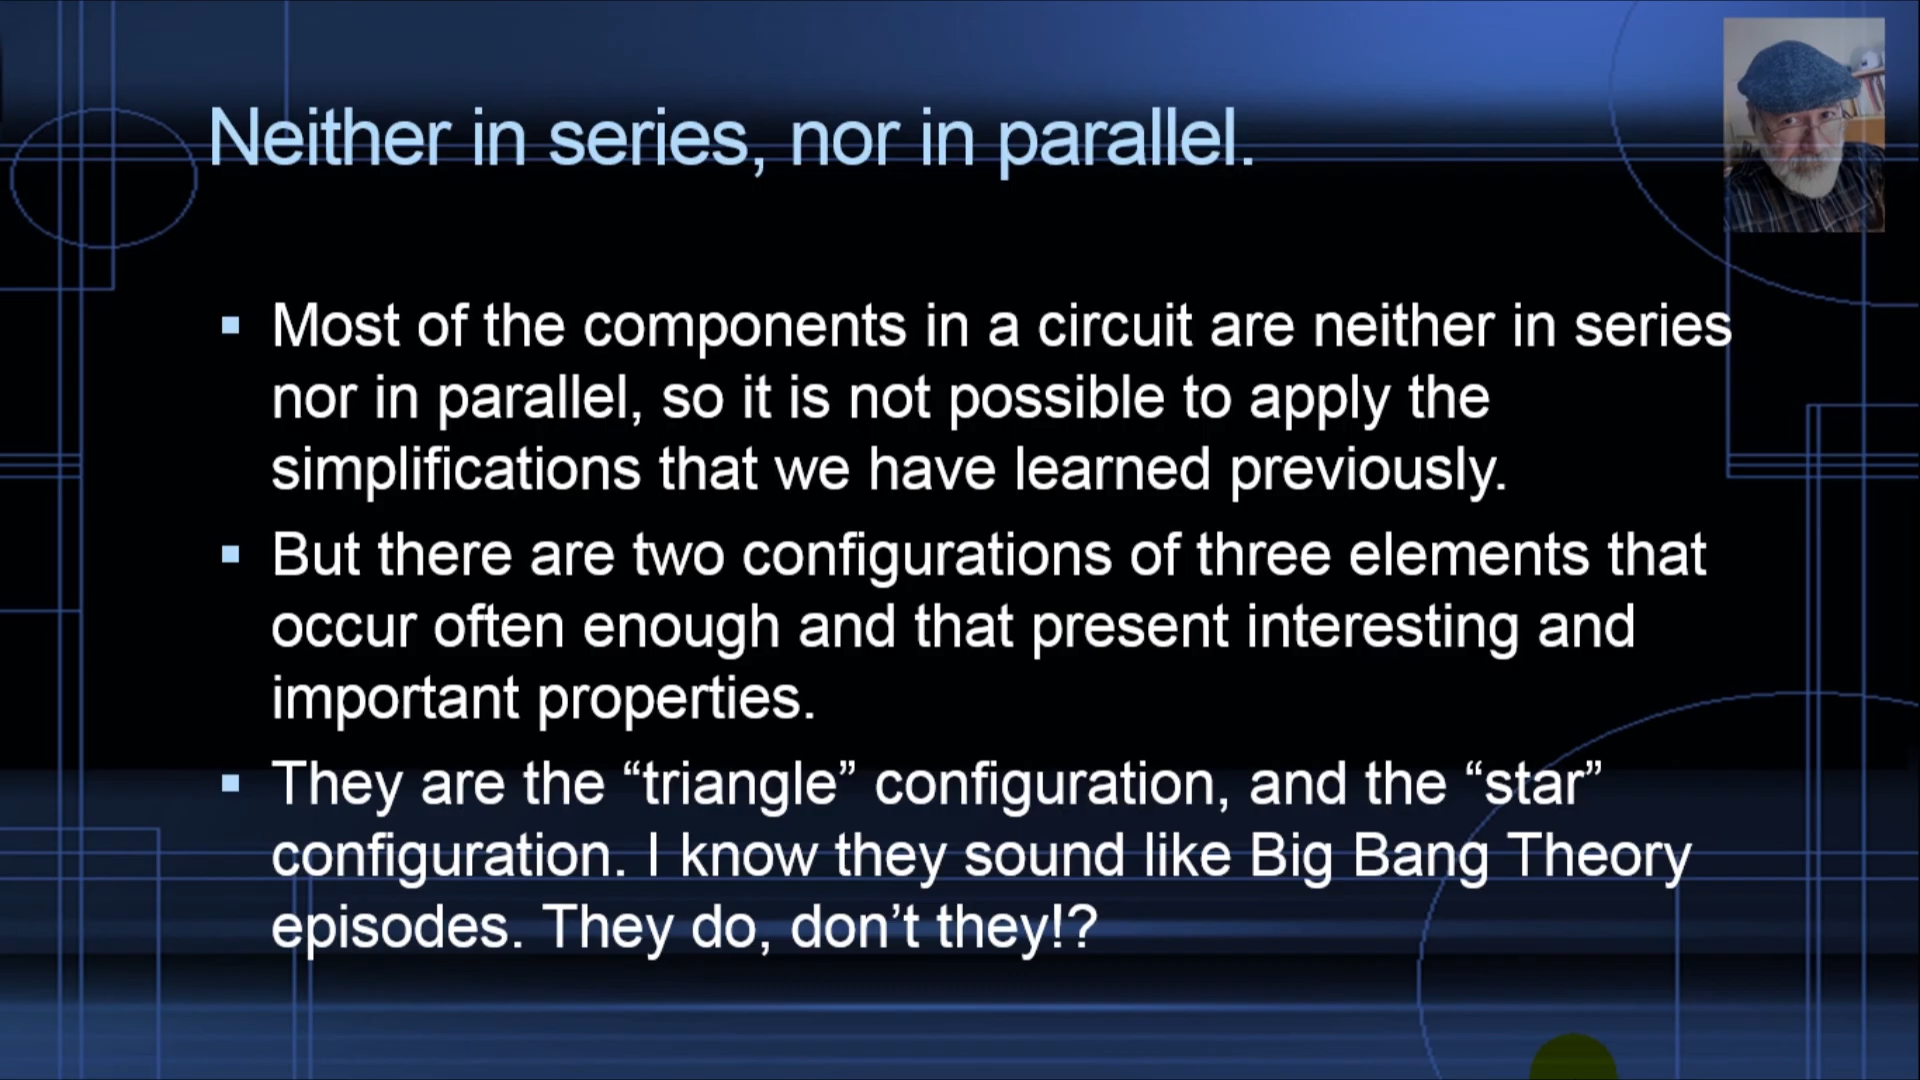 Neither in series, nor in parallel.
Most of the components in a circuit are neither in series
nor in parallel, so it is not possible to apply the
simplifications that we have learned previously.
But there are two configurations of three elements that
occur often enough and that present interesting and
important properties.
They are the “triangle” configuration, and the “star”
configuration. I know they sound like Big Bang Theory
episodes. They do, don’t they!?